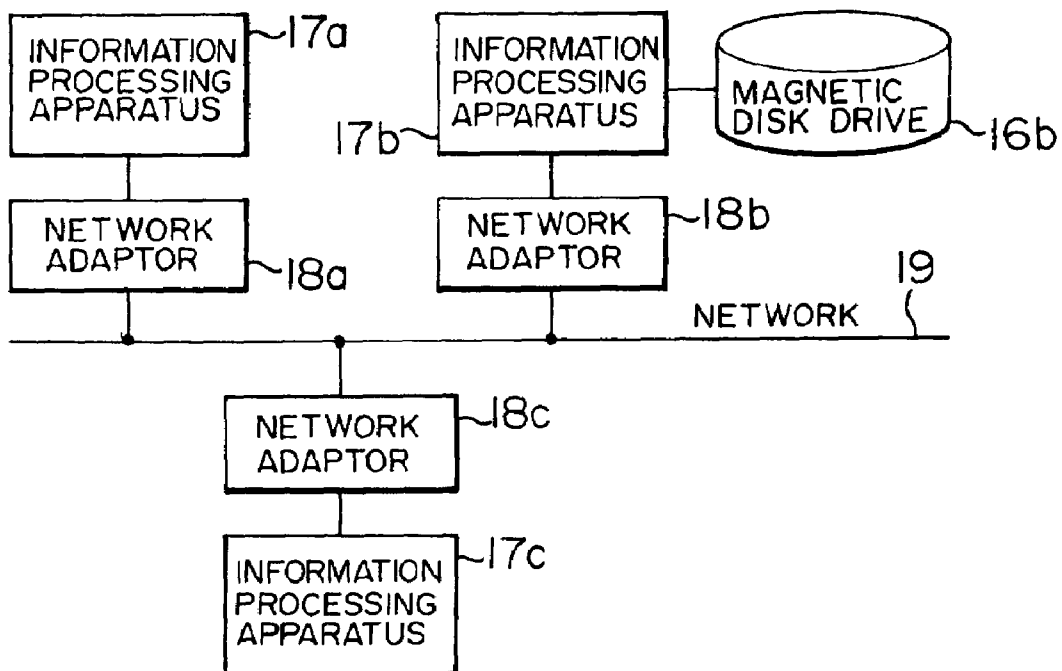 INFORMATION
PROCESSING
APPARATUS
17a
INFORMATION
PROCESSING
APPARATUS
17b
MAGNETIC
DISK DRIVE
16b
NETWORK
ADAPTOR
18a
NETWORK
ADAPTOR
18b
NETWORK
19
NETWORK
ADAPTOR
18c
INFORMATION
PROCESSING
APPARATUS
17c